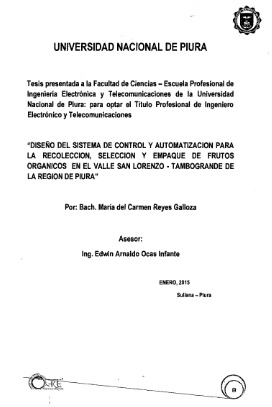 UNIVERSIDAD NACIONAL DE PIURA
Tesis presentada a la Facultad de Ciencias – Escuela Profesional de
Ingeniería Electrónica y Telecomunicaciones de la Universidad
Nacional de Piura: para optar el Título Profesional de Ingeniero
Electrónico y Telecomunicaciones
"DISEÑO DEL SISTEMA DE CONTROL Y AUTOMATIZACION PARA
LA RECOLECCION, SELECCION Y EMPAQUE DE FRUTOS
ORGANICOS EN EL VALLE SAN LORENZO - TAMBOGRANDE DE
LA REGION DE PIURA"
Por: Bach. María del Carmen Reyes Galloza
Asesor:
Ing. Edwin Arnaldo Ocas Infante
ENERO, 2015
Sullana – Piura